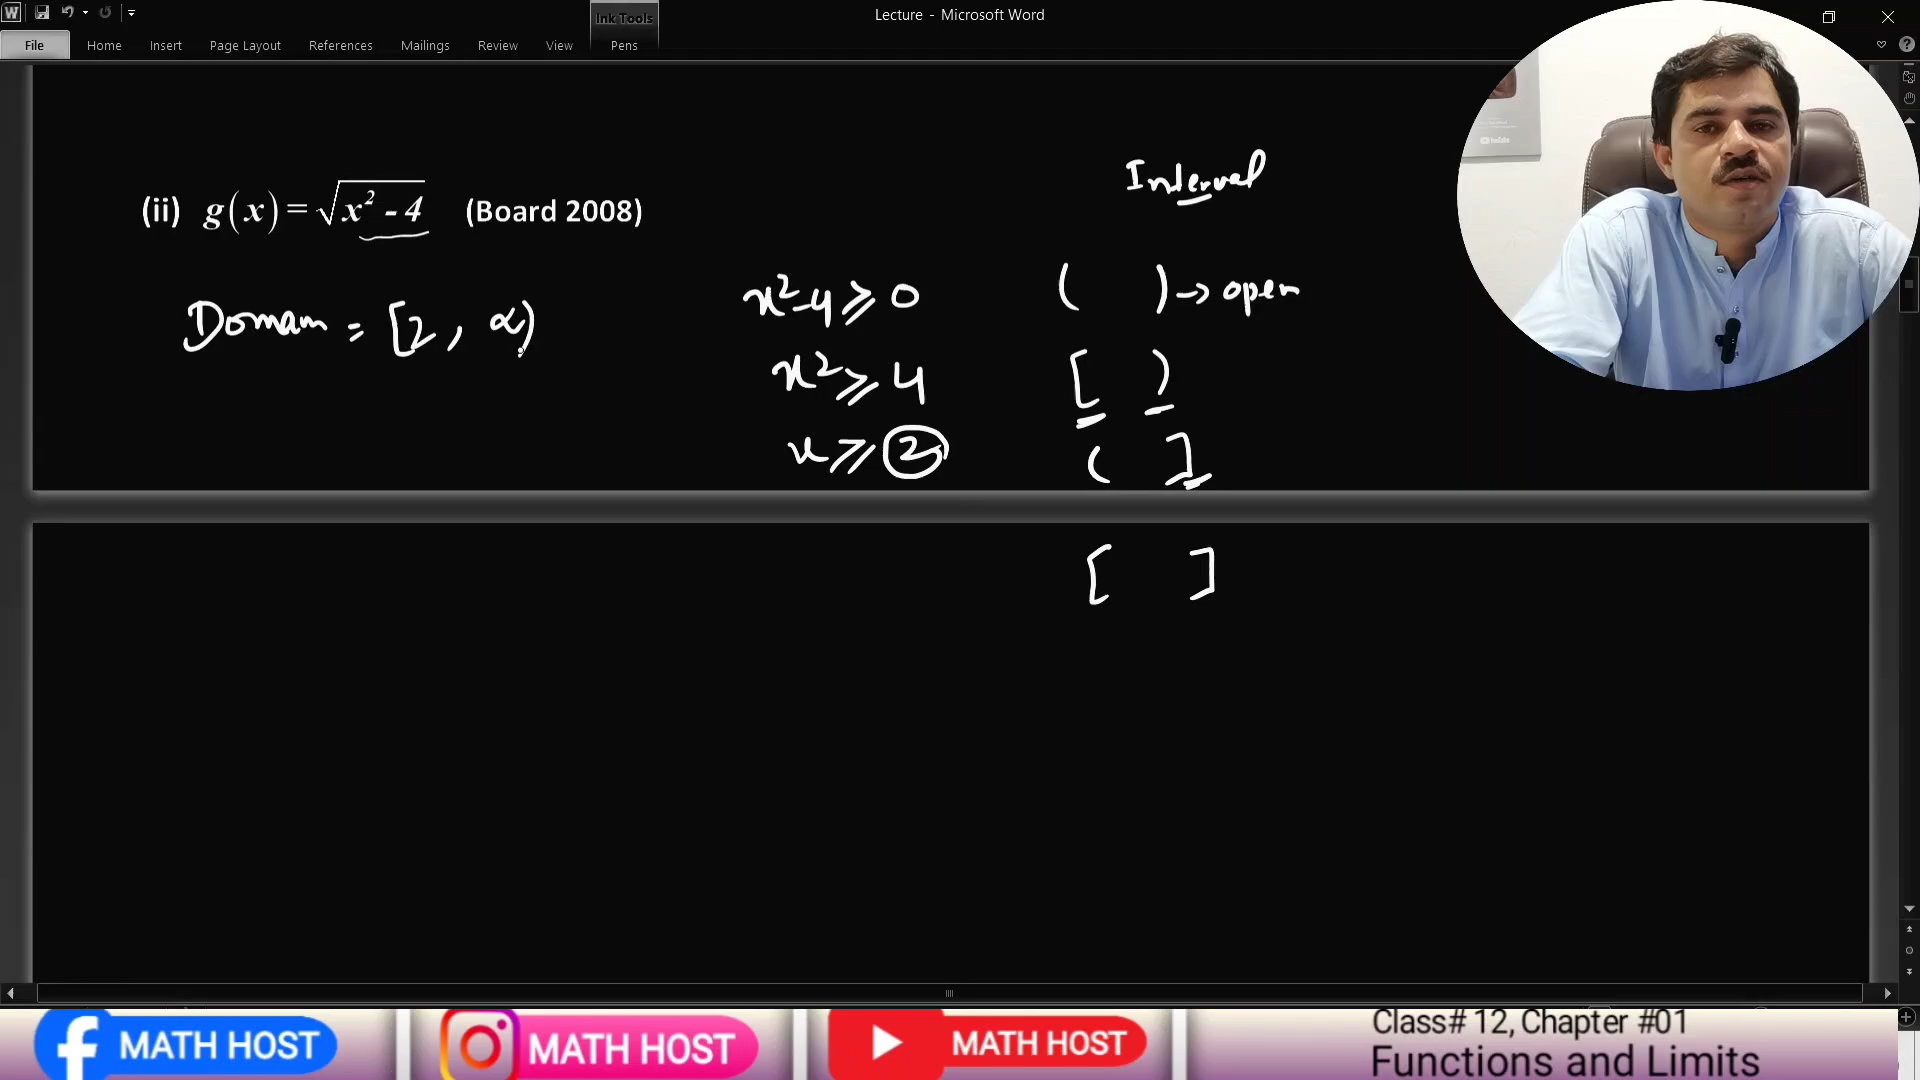 Lecture - Microsoft Word
Ink Tools
File Home Insert Page Layout References Mailings Review View Pens
Interval
(ii) g(x) = √x² - 4 (Board 2008)
x²-4 ⩾ 0
( ) → open
Domain = [2, ∝)
x² ⩾ 4
[ )
x ⩾ 2
( ]
[ ]
MATH HOST
MATH HOST
MATH HOST
Class# 12, Chapter #01
Functions and Limits